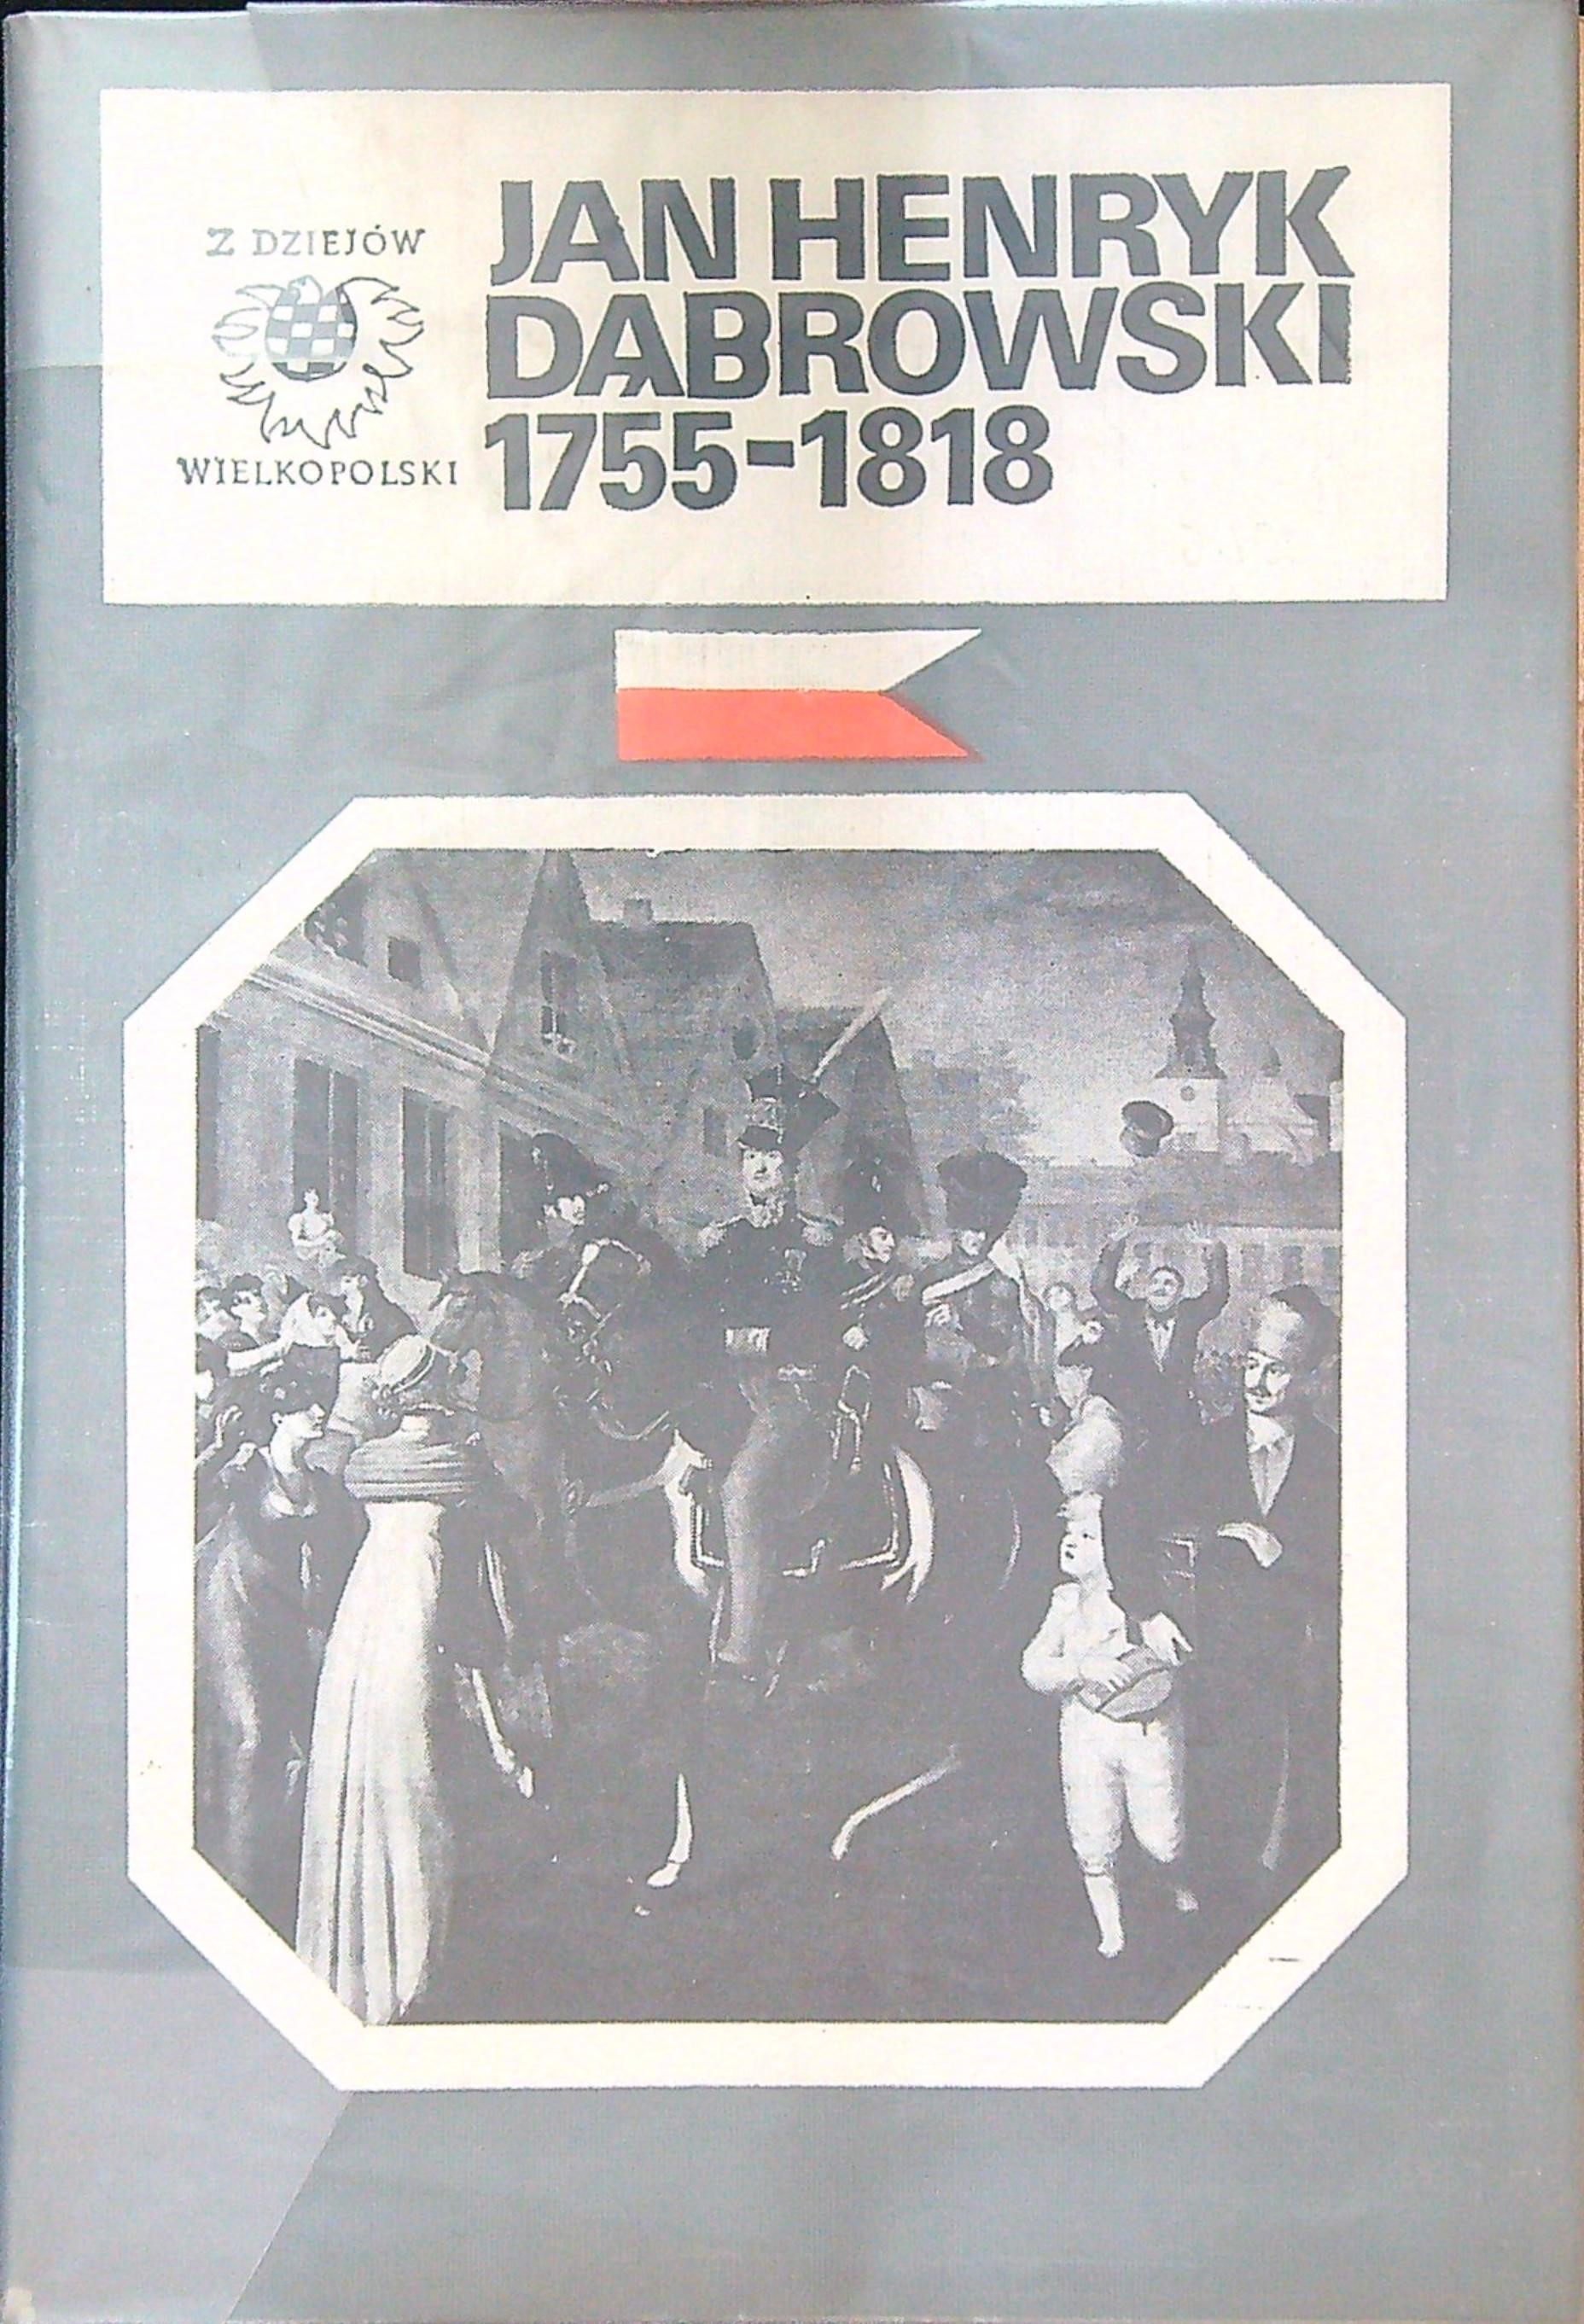 Z DZIEJÓW
WIELKOPOLSKI
JAN HENRYK
DĄBROWSKI
1755-1818